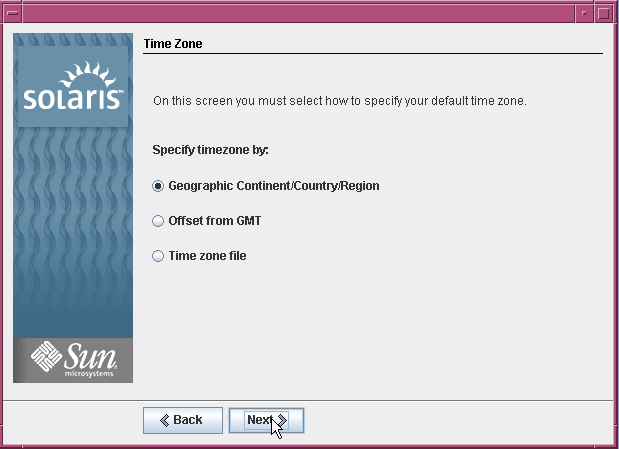 Time Zone
solaris™
On this screen you must select how to specify your default time zone.
Specify timezone by:
Geographic Continent/Country/Region
Offset from GMT
Time zone file
Sun
microsystems
Back
Next